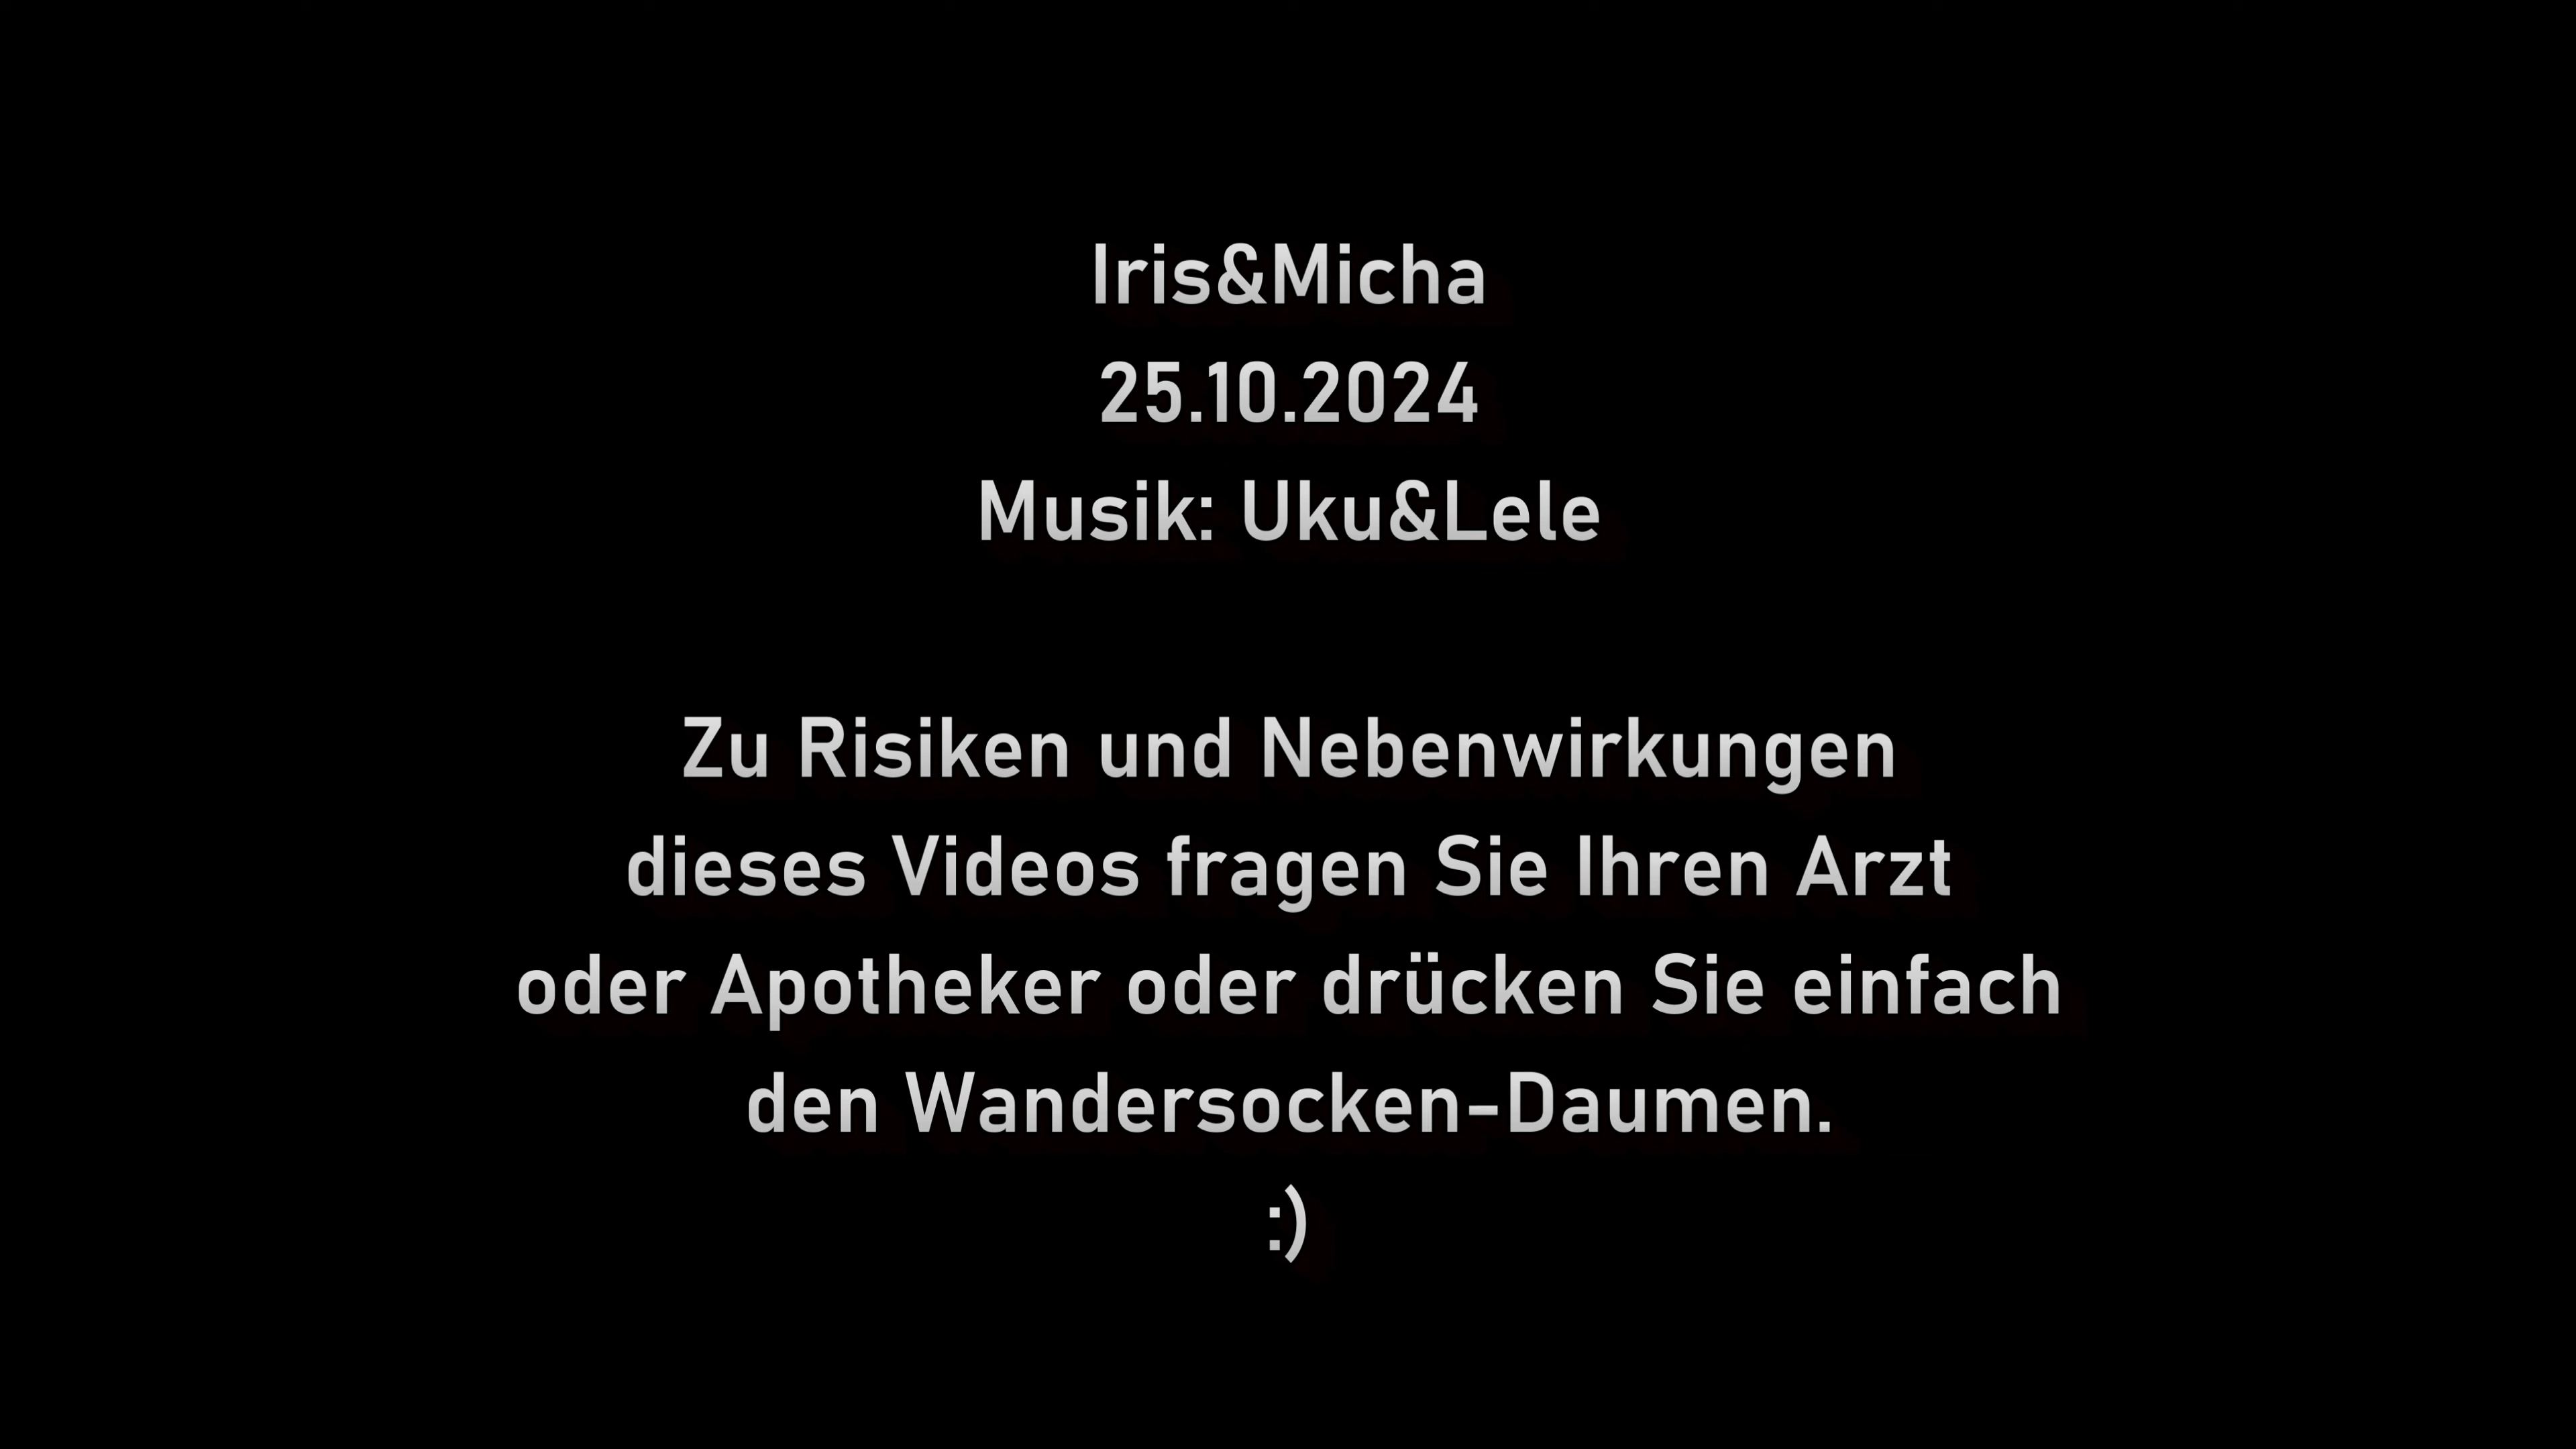 Iris&Micha
25.10.2024
Musik: Uku&Lele
Zu Risiken und Nebenwirkungen
dieses Videos fragen Sie Ihren Arzt
oder Apotheker oder drücken Sie einfach
den Wandersocken-Daumen.
:)